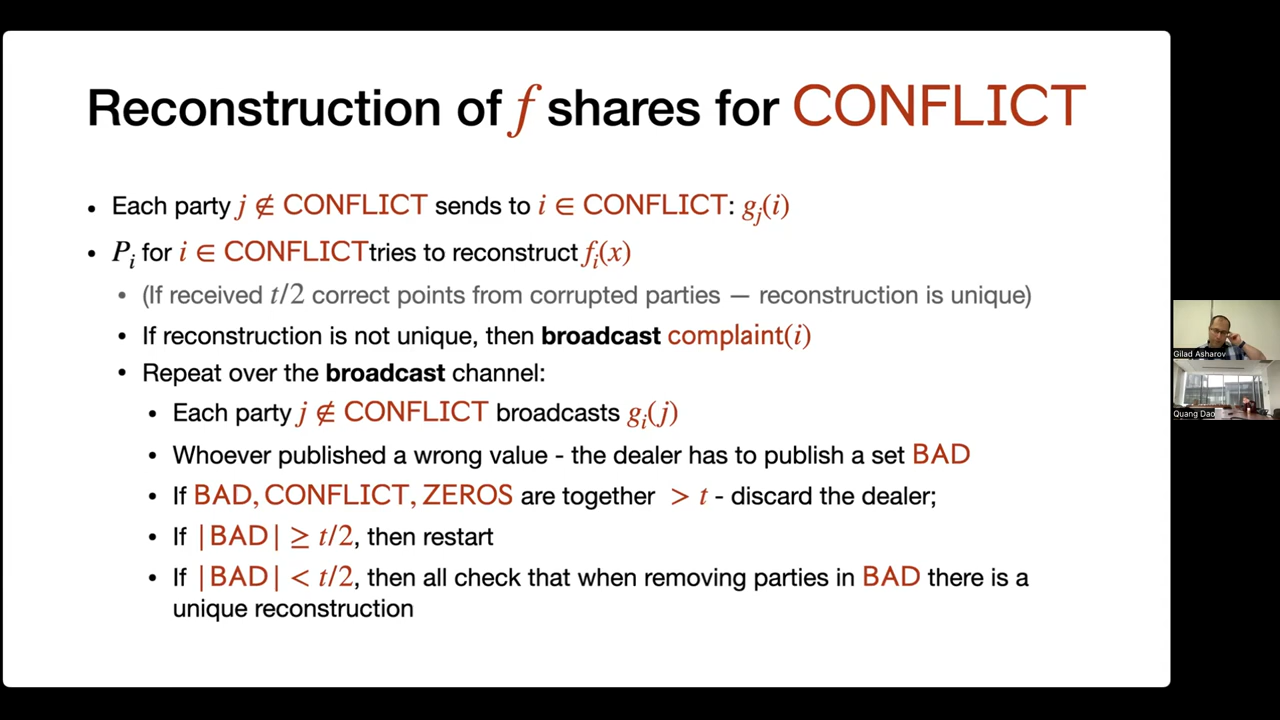 Reconstruction of f shares for CONFLICT
• Each party j ∉ CONFLICT sends to i ∈ CONFLICT: g_j(i)
• P_i for i ∈ CONFLICT tries to reconstruct f_i(x)
• (If received t/2 correct points from corrupted parties — reconstruction is unique)
• If reconstruction is not unique, then broadcast complaint(i)
• Repeat over the broadcast channel:
• Each party j ∉ CONFLICT broadcasts g_i(j)
• Whoever published a wrong value - the dealer has to publish a set BAD
• If BAD, CONFLICT, ZEROS are together > t - discard the dealer;
• If |BAD| ≥ t/2, then restart
• If |BAD| < t/2, then all check that when removing parties in BAD there is a
unique reconstruction
Gilad Asharov
Quang Dao